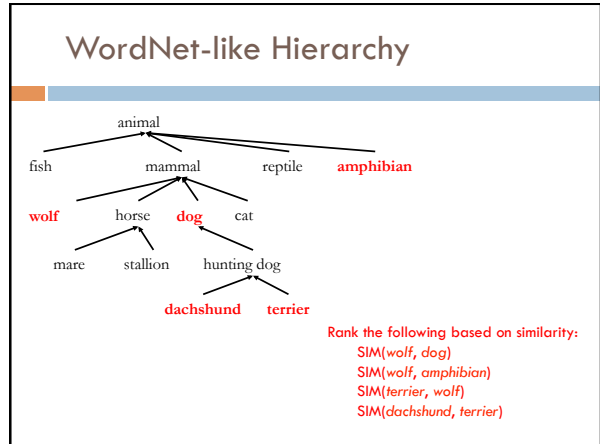 WordNet-like Hierarchy
animal
fish mammal reptile amphibian
wolf horse dog cat
mare stallion hunting dog
dachshund terrier
Rank the following based on similarity:
SIM(wolf, dog)
SIM(wolf, amphibian)
SIM(terrier, wolf)
SIM(dachshund, terrier)